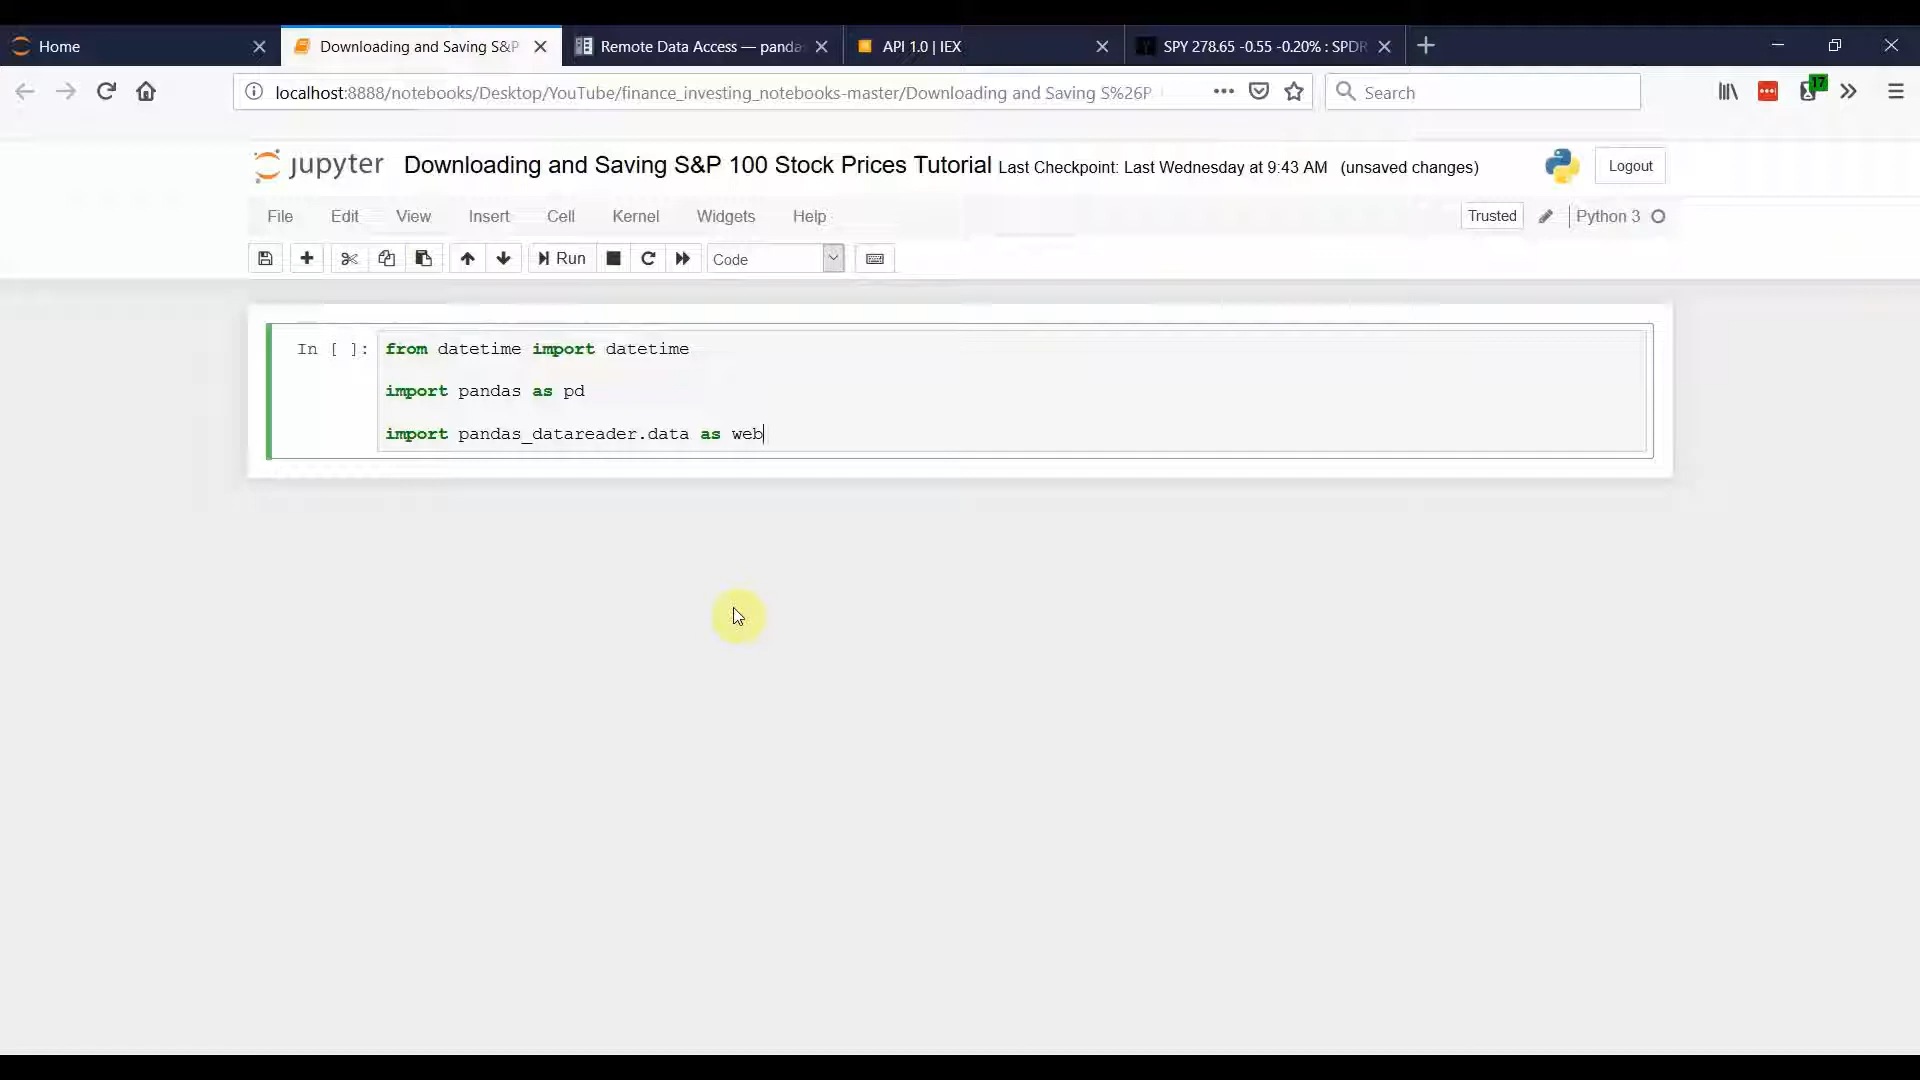 Home
Downloading and Saving S&P
Remote Data Access — panda
API 1.0 | IEX
SPY 278.65 -0.55 -0.20% : SPDR
localhost:8888/notebooks/Desktop/YouTube/finance_investing_notebooks-master/Downloading and Saving S%26P
Search
17
jupyter Downloading and Saving S&P 100 Stock Prices Tutorial Last Checkpoint: Last Wednesday at 9:43 AM (unsaved changes)
Logout
File Edit View Insert Cell Kernel Widgets Help
Trusted Python 3
Run Code
In [ ]: from datetime import datetime
import pandas as pd
import pandas_datareader.data as web